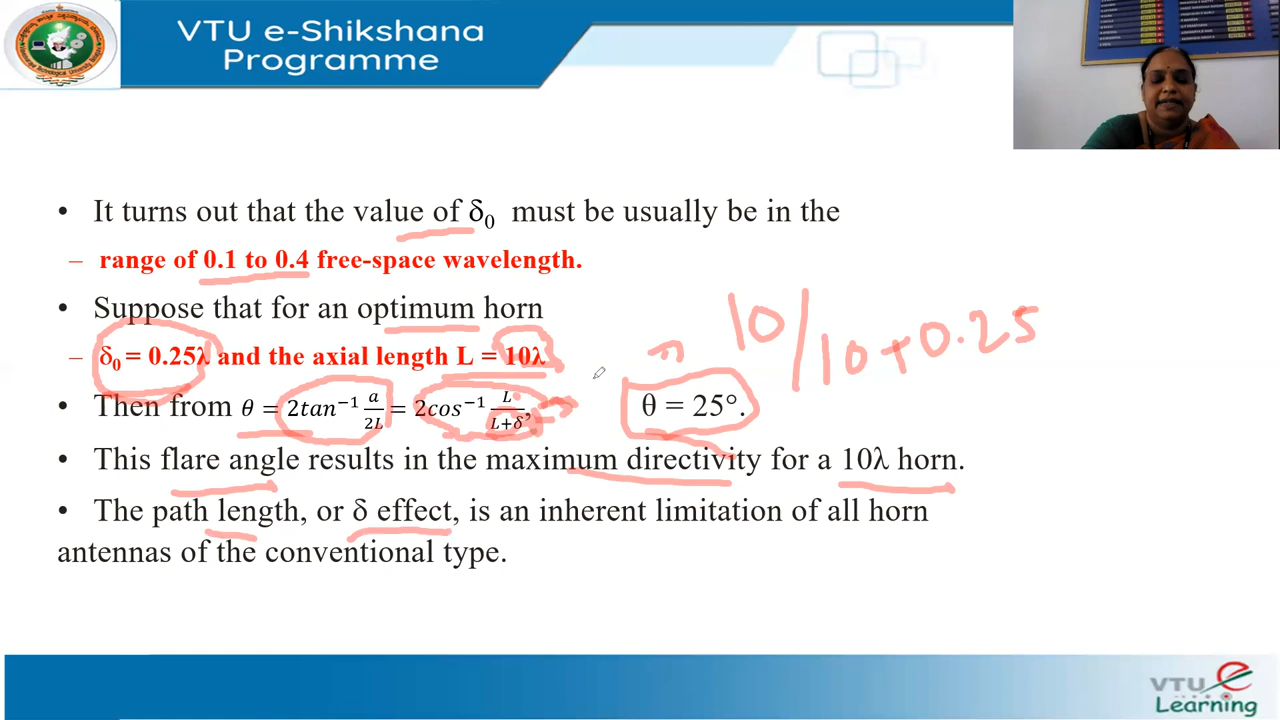 VTU e-Shikshana
Programme
• It turns out that the value of δ₀ must be usually be in the
– range of 0.1 to 0.4 free-space wavelength.
• Suppose that for an optimum horn
– δ₀ = 0.25λ and the axial length L = 10λ
10/10+0.25
• Then from θ = 2tan⁻¹ a/2L = 2cos⁻¹ L/L+δ, θ = 25°.
• This flare angle results in the maximum directivity for a 10λ horn.
• The path length, or δ effect, is an inherent limitation of all horn
antennas of the conventional type.
VTU e
Learning